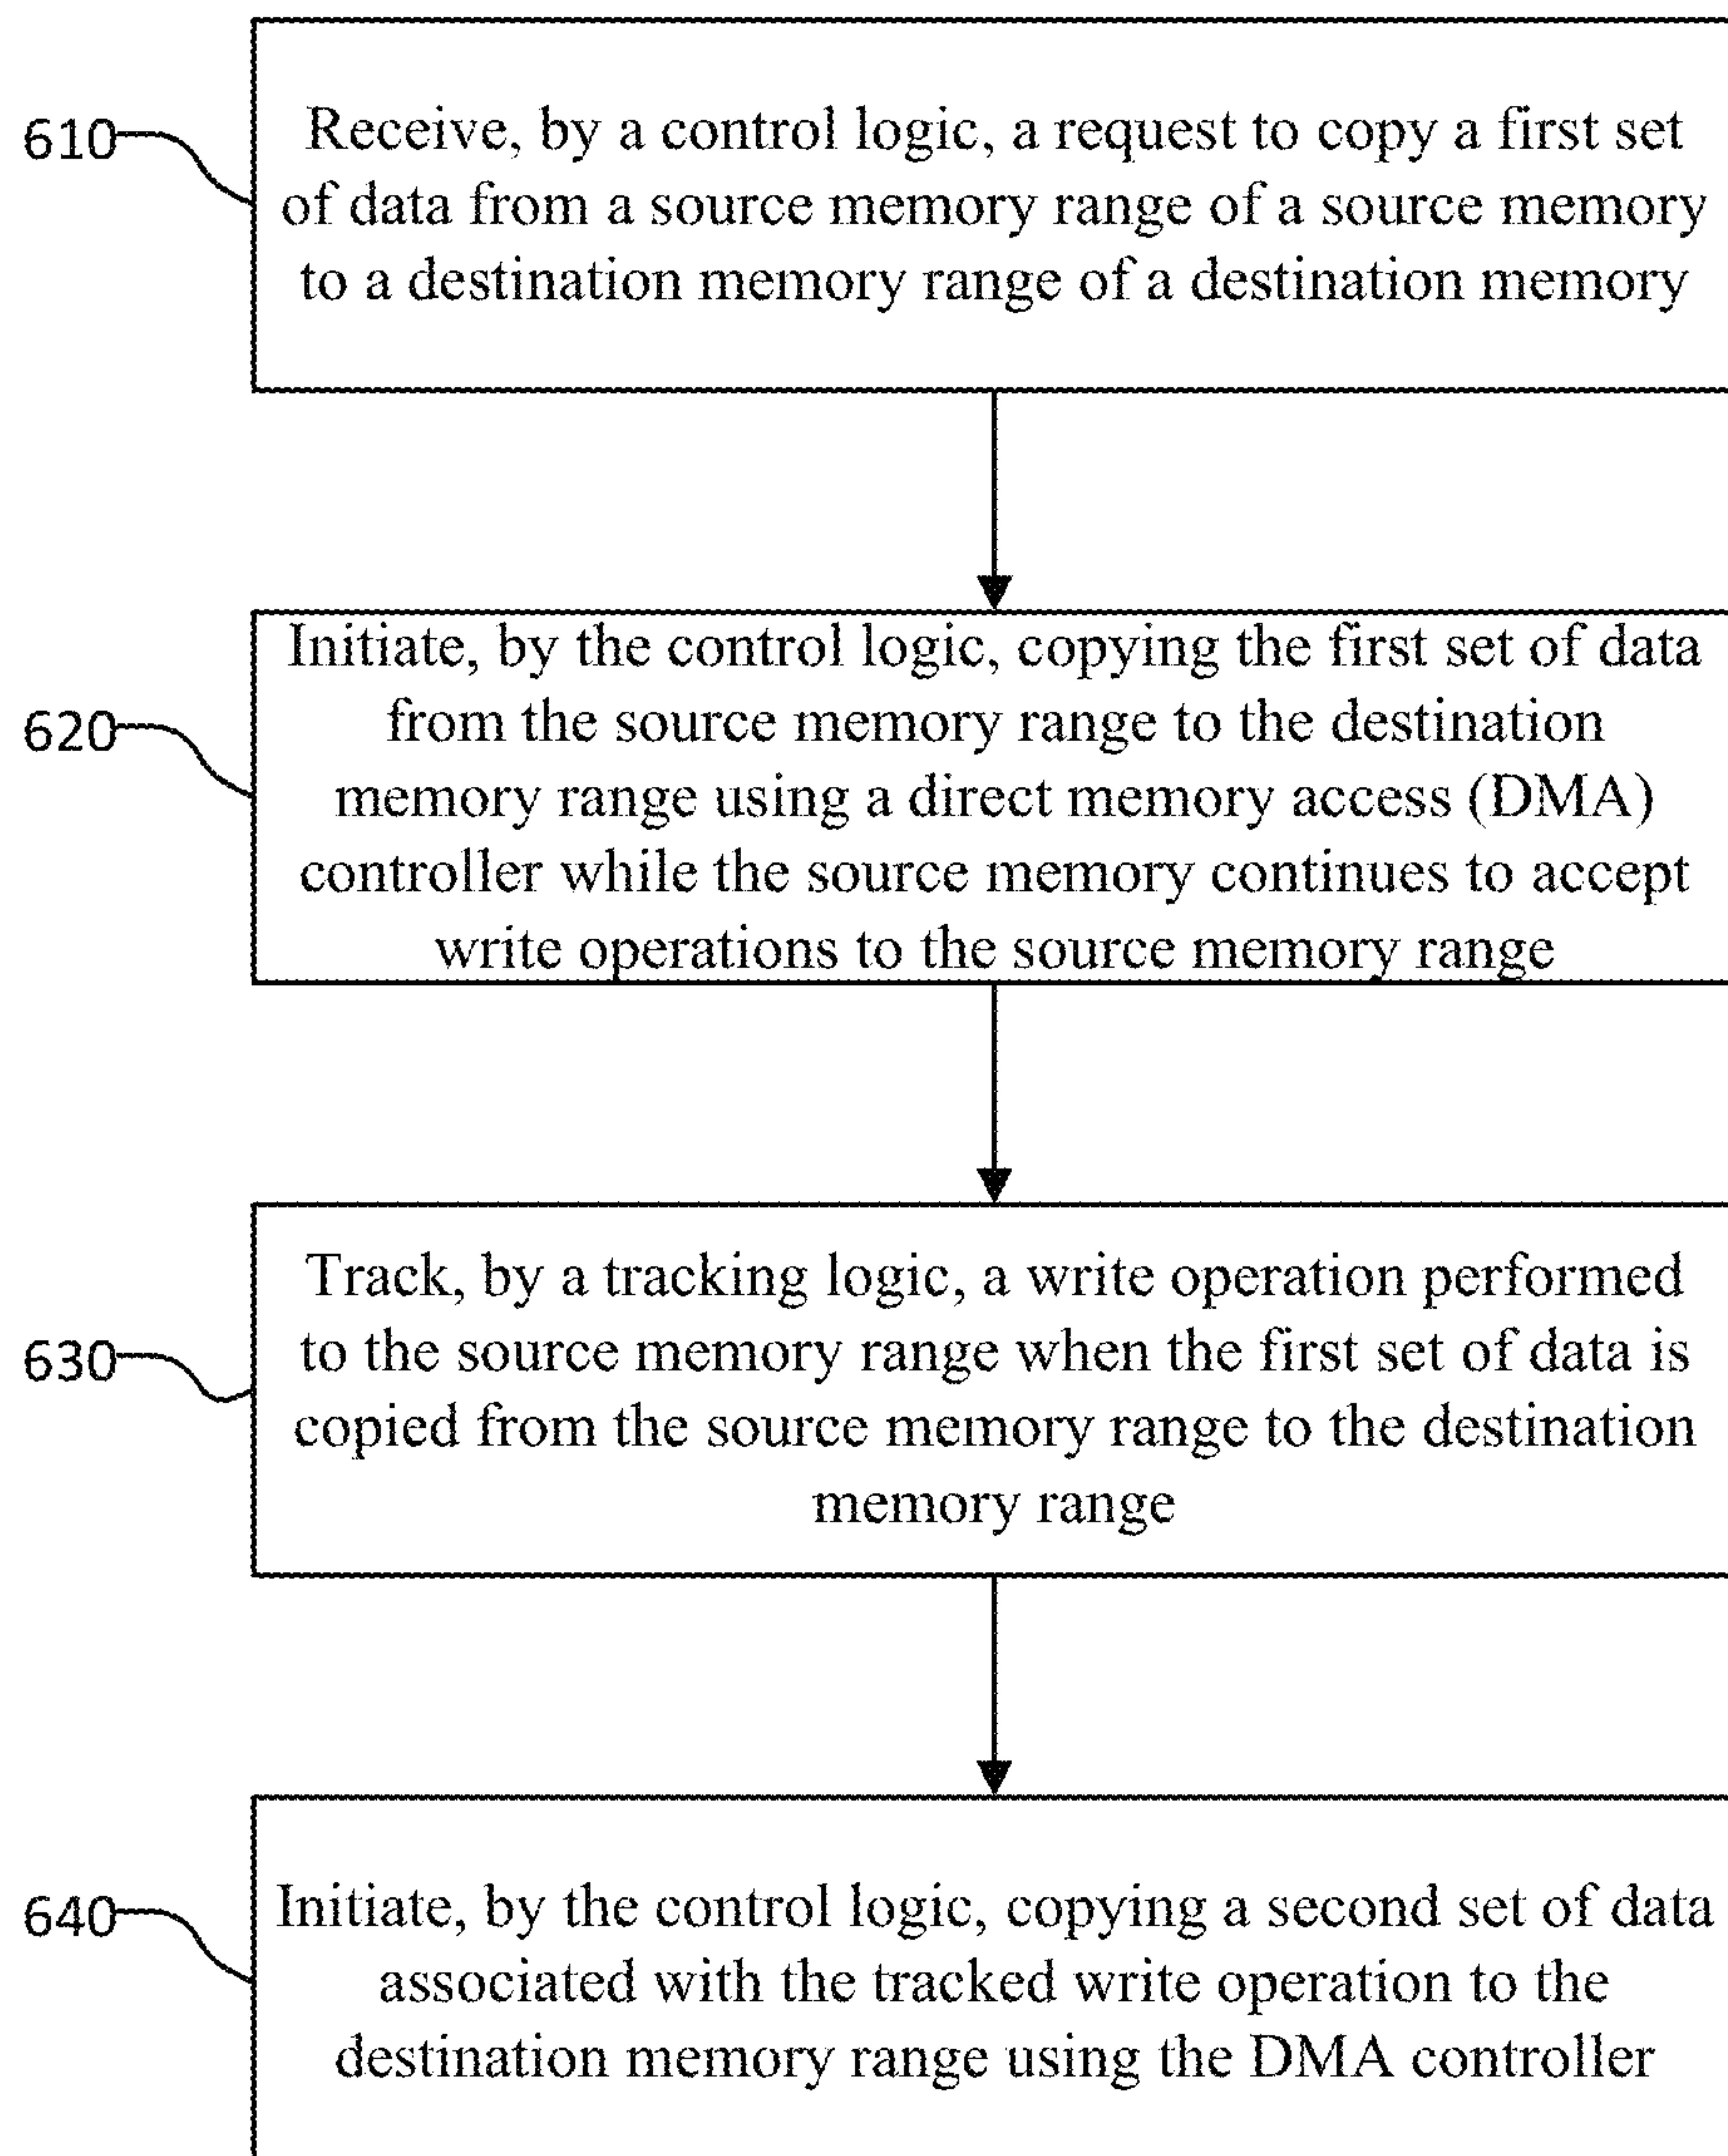 610
Receive, by a control logic, a request to copy a first set
of data from a source memory range of a source memory
to a destination memory range of a destination memory
620
Initiate, by the control logic, copying the first set of data
from the source memory range to the destination
memory range using a direct memory access (DMA)
controller while the source memory continues to accept
write operations to the source memory range
630
Track, by a tracking logic, a write operation performed
to the source memory range when the first set of data is
copied from the source memory range to the destination
memory range
640
Initiate, by the control logic, copying a second set of data
associated with the tracked write operation to the
destination memory range using the DMA controller